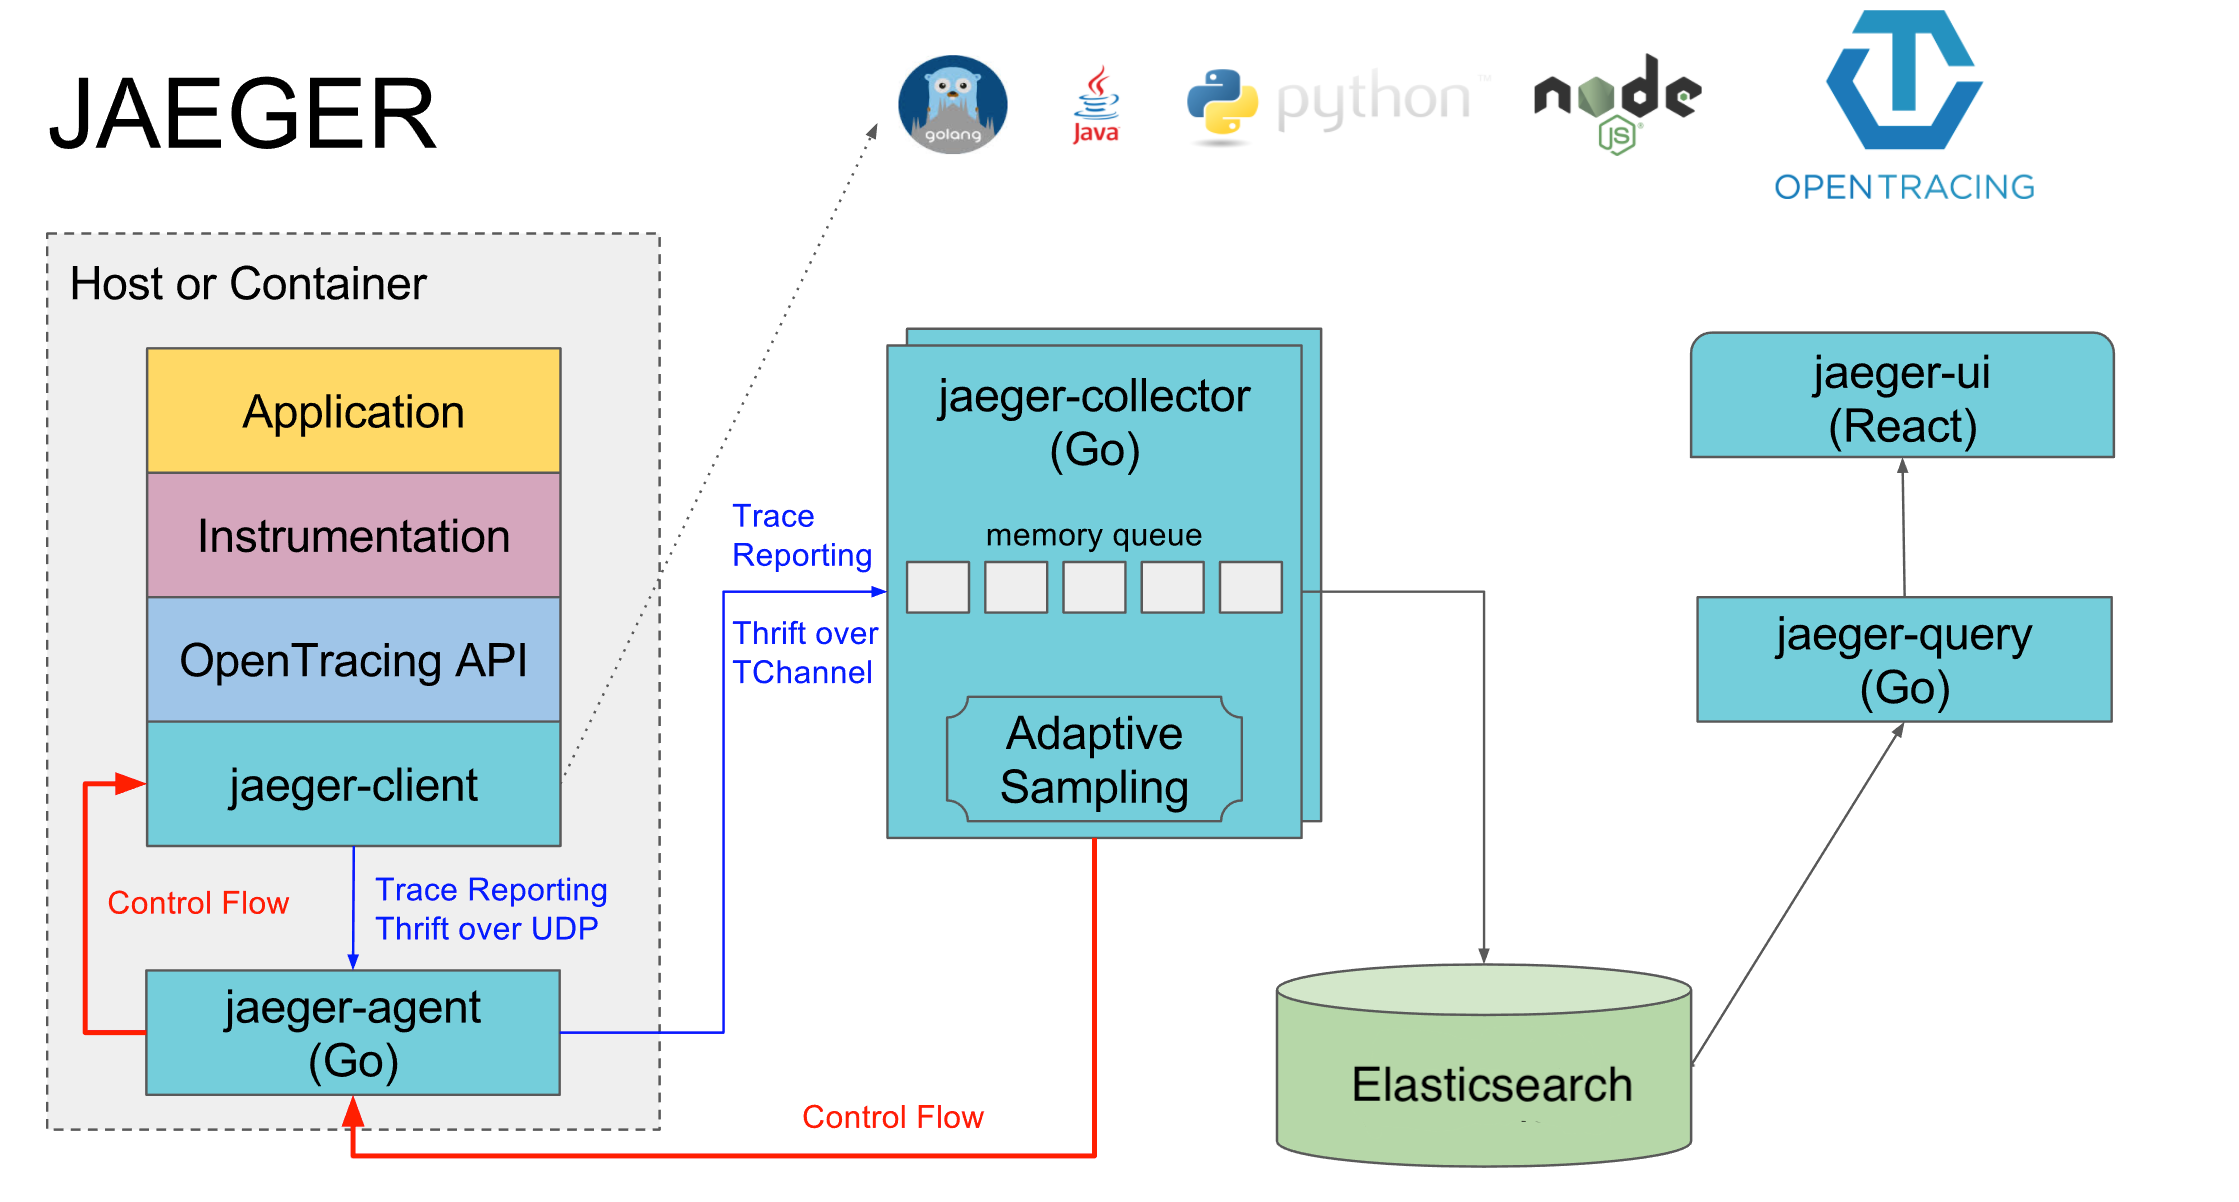 JAEGER
golang
Java
python™
node
JS®
OPENTRACING
Host or Container
Application
Instrumentation
OpenTracing API
jaeger-client
Control Flow
Trace Reporting
Thrift over UDP
jaeger-agent
(Go)
Trace
Reporting
Thrift over
TChannel
jaeger-collector
(Go)
memory queue
Adaptive
Sampling
Control Flow
Elasticsearch
jaeger-ui
(React)
jaeger-query
(Go)